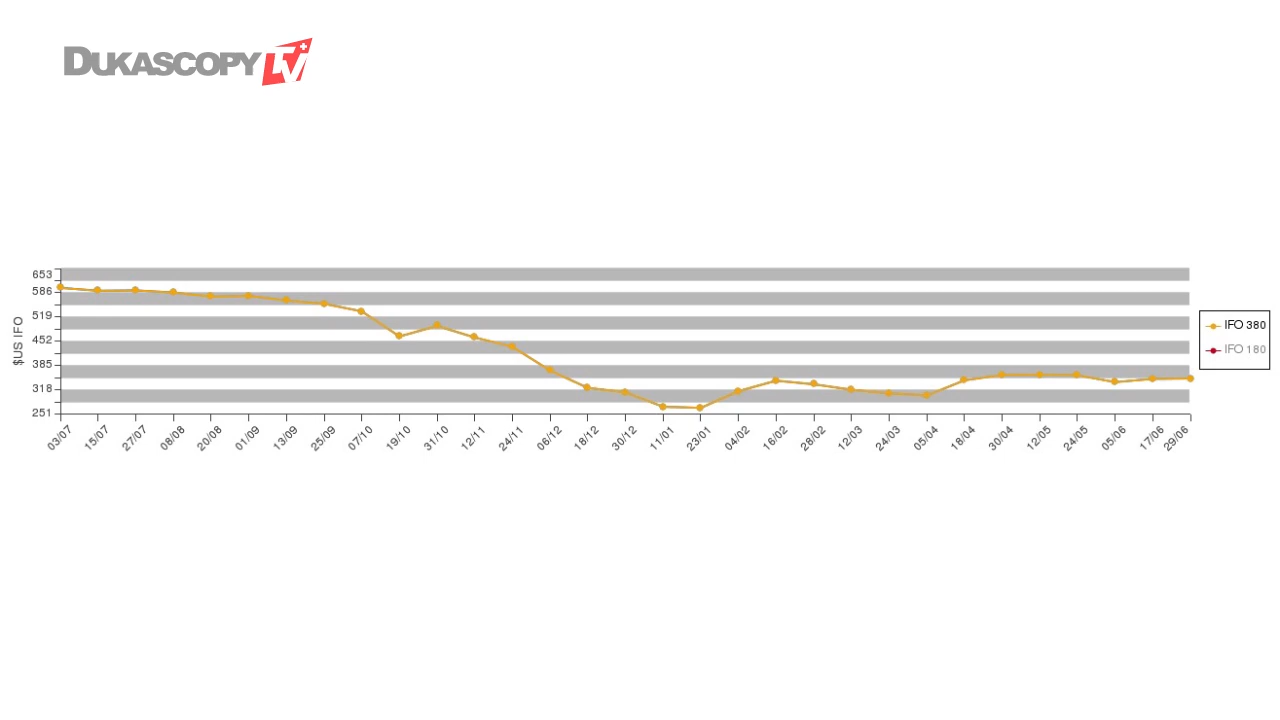 DUKASCOPY TV
653
586
519
452
385
318
251
$US IFO
03/07 15/07 27/07 08/08 20/08 01/09 13/09 25/09 07/10 19/10 31/10 12/11 24/11 06/12 18/12 30/12 11/01 23/01 04/02 16/02 28/02 12/03 24/03 05/04 18/04 30/04 12/05 24/05 05/06 17/06 29/06
IFO 380
IFO 180